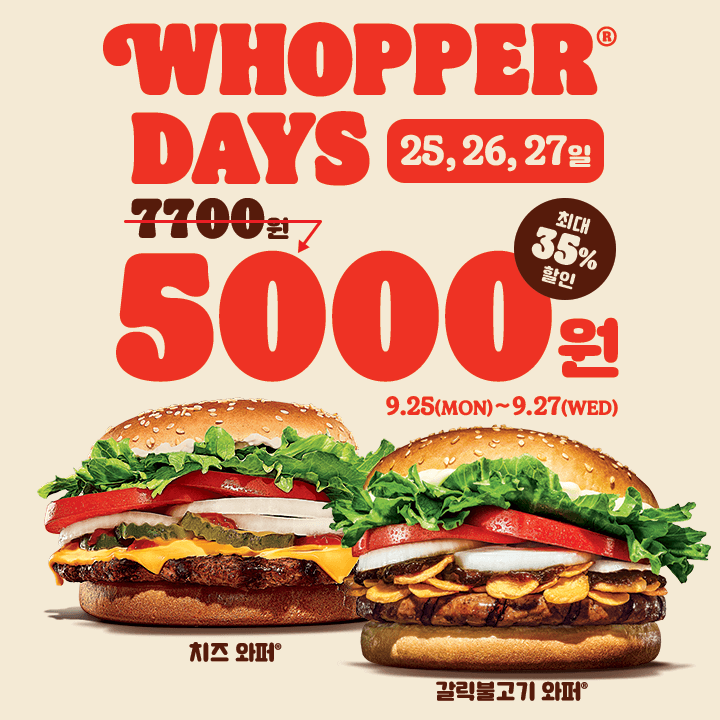 WHOPPER®
DAYS 25, 26, 27일
7700원
최대
35%
할인
5000원
9.25(MON)~9.27(WED)
치즈 와퍼®
갈릭불고기 와퍼®